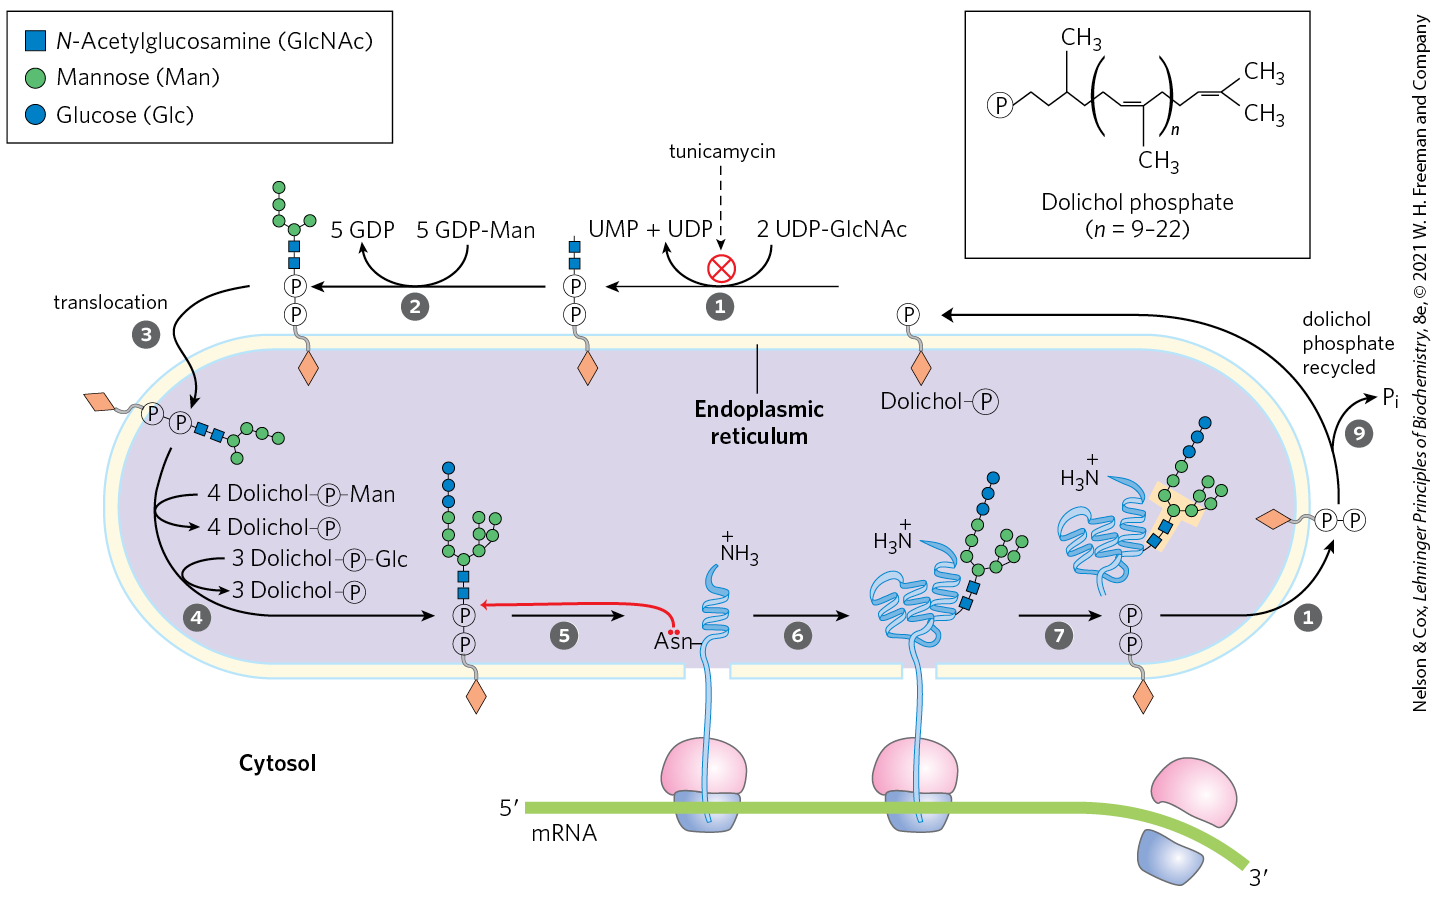 N-Acetylglucosamine (GlcNAc)
Mannose (Man)
Glucose (Glc)
CH3
CH3
P
CH3
n
CH3
Dolichol phosphate
(n = 9–22)
tunicamycin
5 GDP
5 GDP-Man
UMP + UDP
2 UDP-GlcNAc
translocation
3
2
1
P
P
P
P
P
dolichol
phosphate
recycled
Pi
9
P
P
Endoplasmic
reticulum
Dolichol-P
4 Dolichol-P-Man
4 Dolichol-P
3 Dolichol-P-Glc
3 Dolichol-P
4
P
P
5
+
NH3
Asn
6
+
H3N
7
+
H3N
P
P
1
P-P
Cytosol
5′
mRNA
3′
Nelson & Cox, Lehninger Principles of Biochemistry, 8e, © 2021 W. H. Freeman and Company